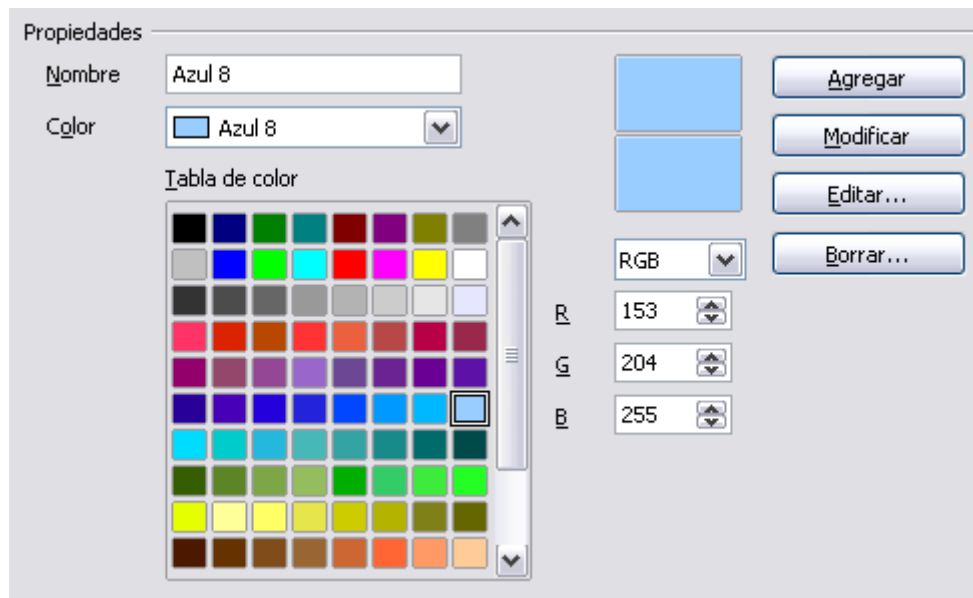 Propiedades
Nombre
Azul 8
Agregar
Color
Azul 8
Modificar
Tabla de color
Editar...
RGB
Borrar...
R
153
G
204
B
255